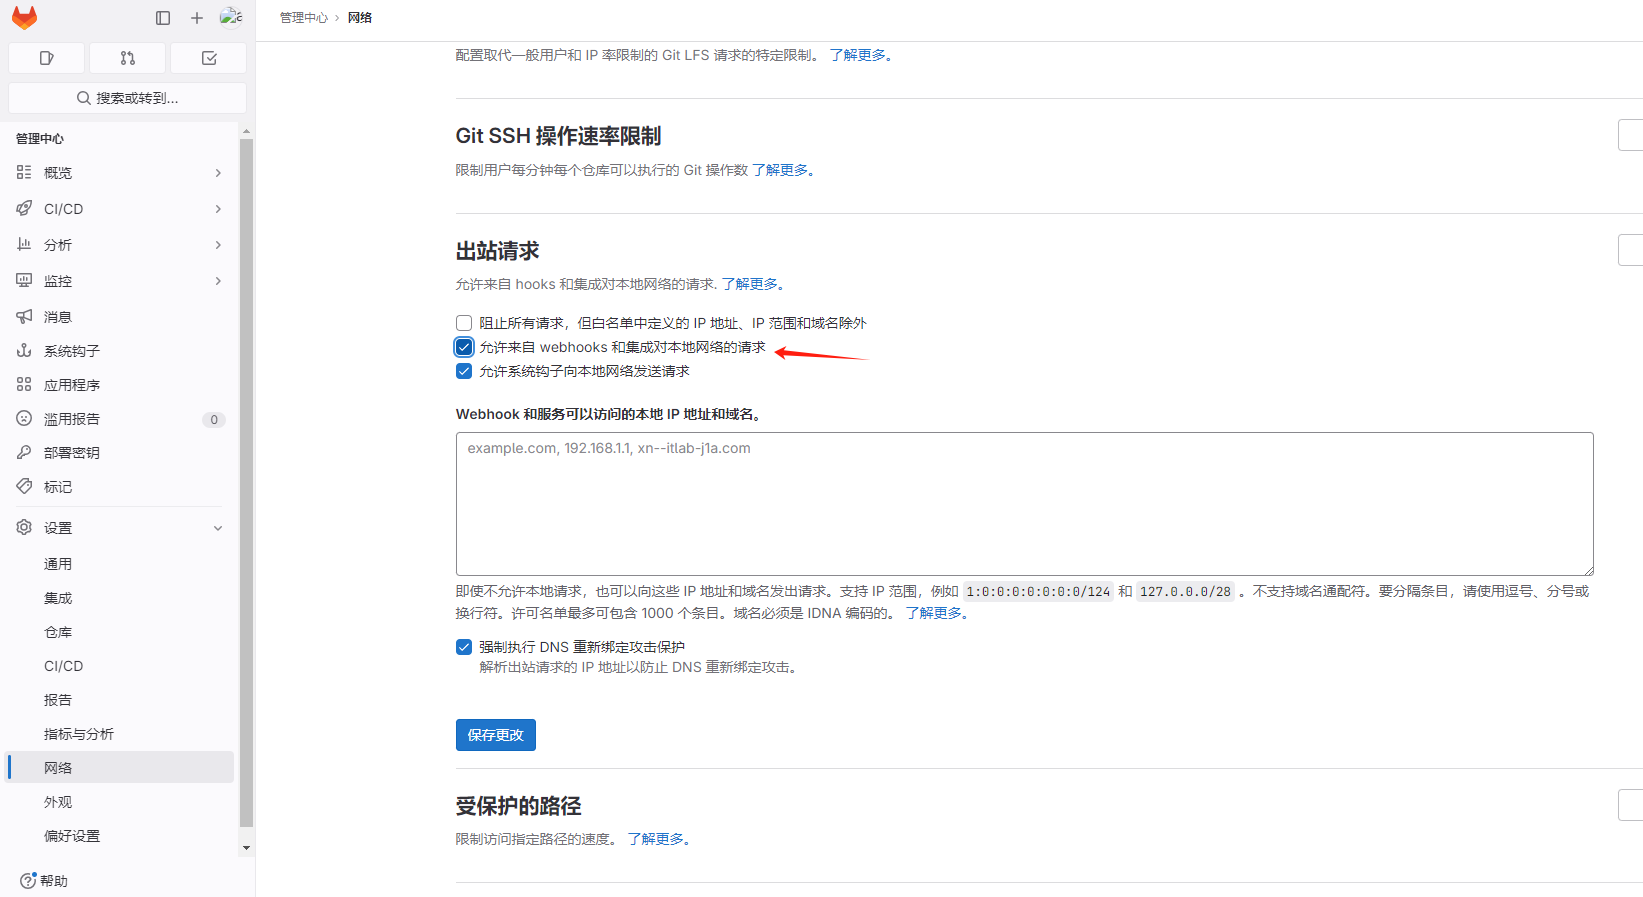 管理中心 › 网络
搜索或转到...
管理中心
概览
CI/CD
分析
监控
消息
系统钩子
应用程序
滥用报告 0
部署密钥
标记
设置
通用
集成
仓库
CI/CD
报告
指标与分析
网络
外观
偏好设置
帮助
配置取代一般用户和 IP 率限制的 Git LFS 请求的特定限制。 了解更多。
Git SSH 操作速率限制
限制用户每分钟每个仓库可以执行的 Git 操作数 了解更多。
出站请求
允许来自 hooks 和集成对本地网络的请求. 了解更多。
阻止所有请求，但白名单中定义的 IP 地址、IP 范围和域名除外
允许来自 webhooks 和集成对本地网络的请求
允许系统钩子向本地网络发送请求
Webhook 和服务可以访问的本地 IP 地址和域名。
example.com, 192.168.1.1, xn--itlab-j1a.com
即使不允许本地请求，也可以向这些 IP 地址和域名发出请求。支持 IP 范围，例如 1:0:0:0:0:0:0:0/124 和 127.0.0.0/28 。不支持域名通配符。要分隔条目，请使用逗号、分号或
换行符。许可名单最多可包含 1000 个条目。域名必须是 IDNA 编码的。 了解更多。
强制执行 DNS 重新绑定攻击保护
解析出站请求的 IP 地址以防止 DNS 重新绑定攻击。
保存更改
受保护的路径
限制访问指定路径的速度。 了解更多。